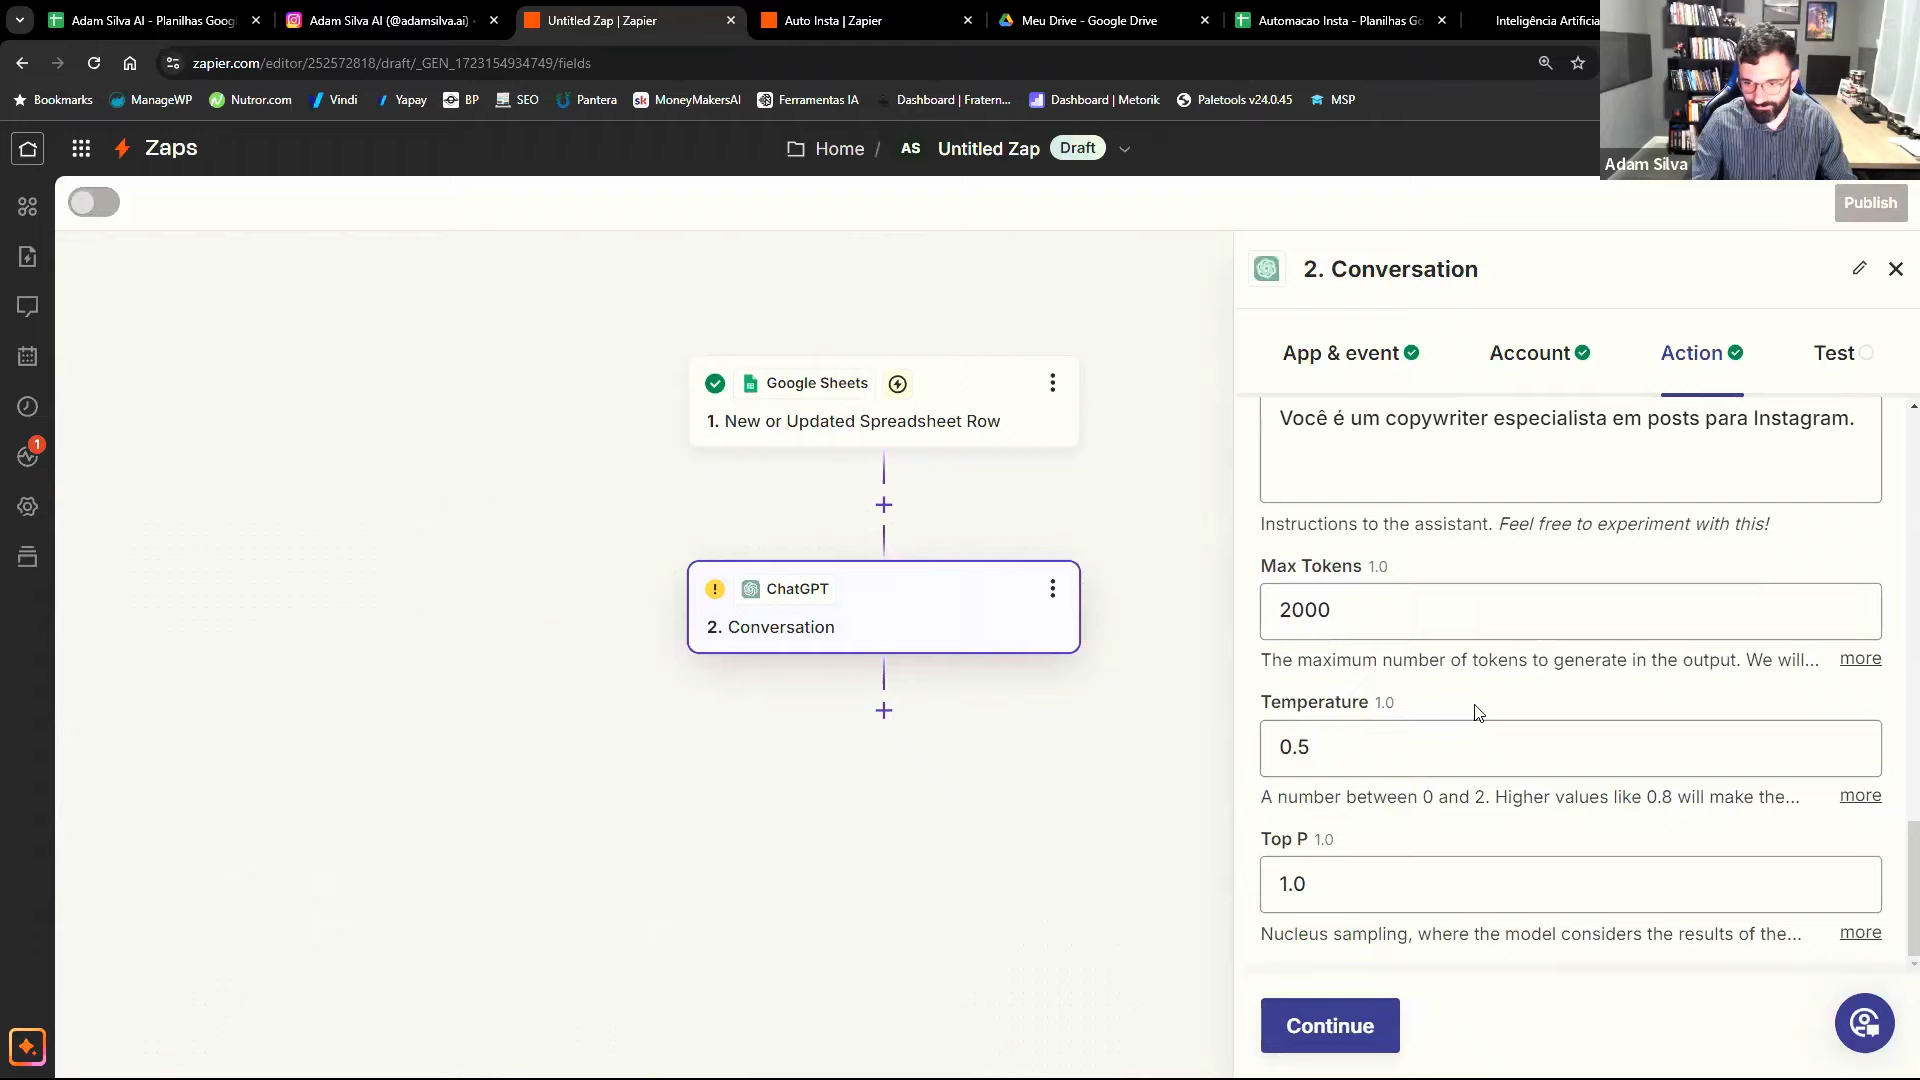 Adam Silva AI - Planilhas Goog
Adam Silva AI (@adamsilva.ai)
Untitled Zap | Zapier
Auto Insta | Zapier
Meu Drive - Google Drive
Automacao Insta - Planilhas Go
Inteligência Artificia
zapier.com/editor/252572818/draft/_GEN_1723154934749/fields
Bookmarks
ManageWP
Nutror.com
Vindi
Yapay
BP
SEO
Pantera
MoneyMakersAI
Ferramentas IA
Dashboard | Fratern...
Dashboard | Metorik
Paletools v24.0.45
MSP
Adam Silva
Zaps
Home / AS Untitled Zap Draft
Publish
2. Conversation
App & event
Account
Action
Test
Google Sheets
1. New or Updated Spreadsheet Row
ChatGPT
2. Conversation
1
Você é um copywriter especialista em posts para Instagram.
Instructions to the assistant. Feel free to experiment with this!
Max Tokens 1.0
2000
The maximum number of tokens to generate in the output. We will... more
Temperature 1.0
0.5
A number between 0 and 2. Higher values like 0.8 will make the... more
Top P 1.0
1.0
Nucleus sampling, where the model considers the results of the... more
Continue